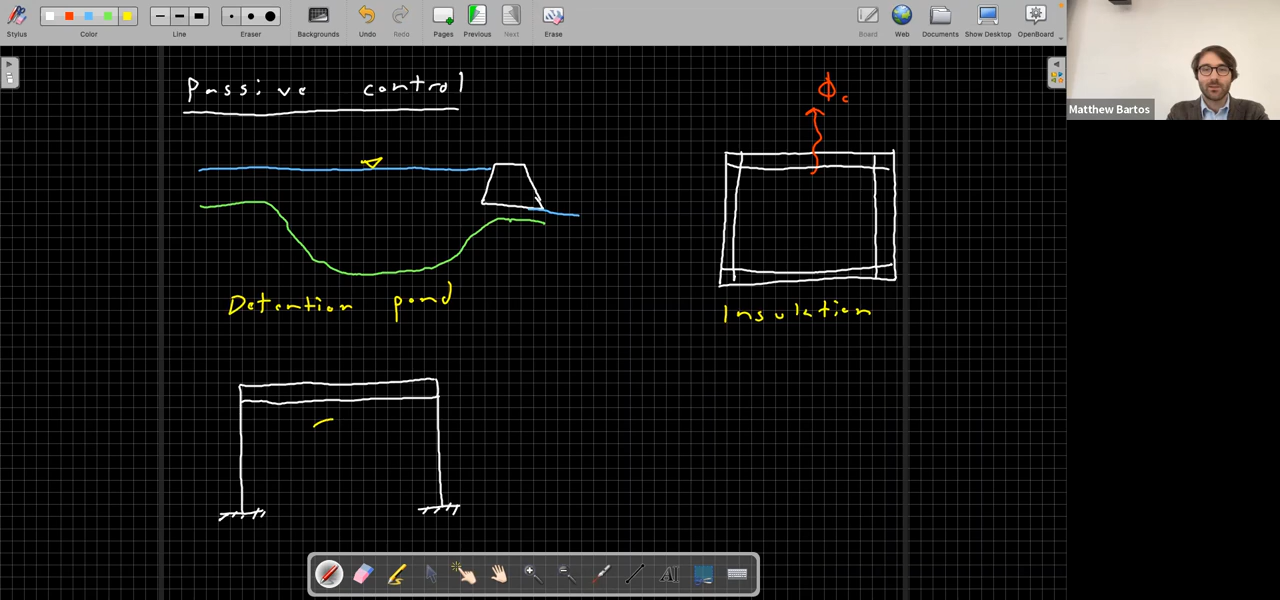 Stylus
Color
Line
Eraser
Backgrounds
Undo
Redo
Pages
Previous
Next
Erase
Board
Web
Documents
Show Desktop
OpenBoard
Matthew Bartos
Passive control
Φc
Detention pond
Insulation
AI